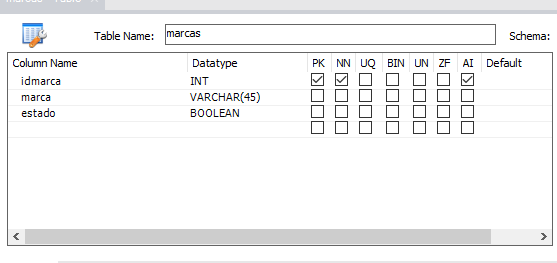 Table Name: marcas Schema:
Column Name Datatype PK NN UQ BIN UN ZF AI Default
idmarca INT
marca VARCHAR(45)
estado BOOLEAN